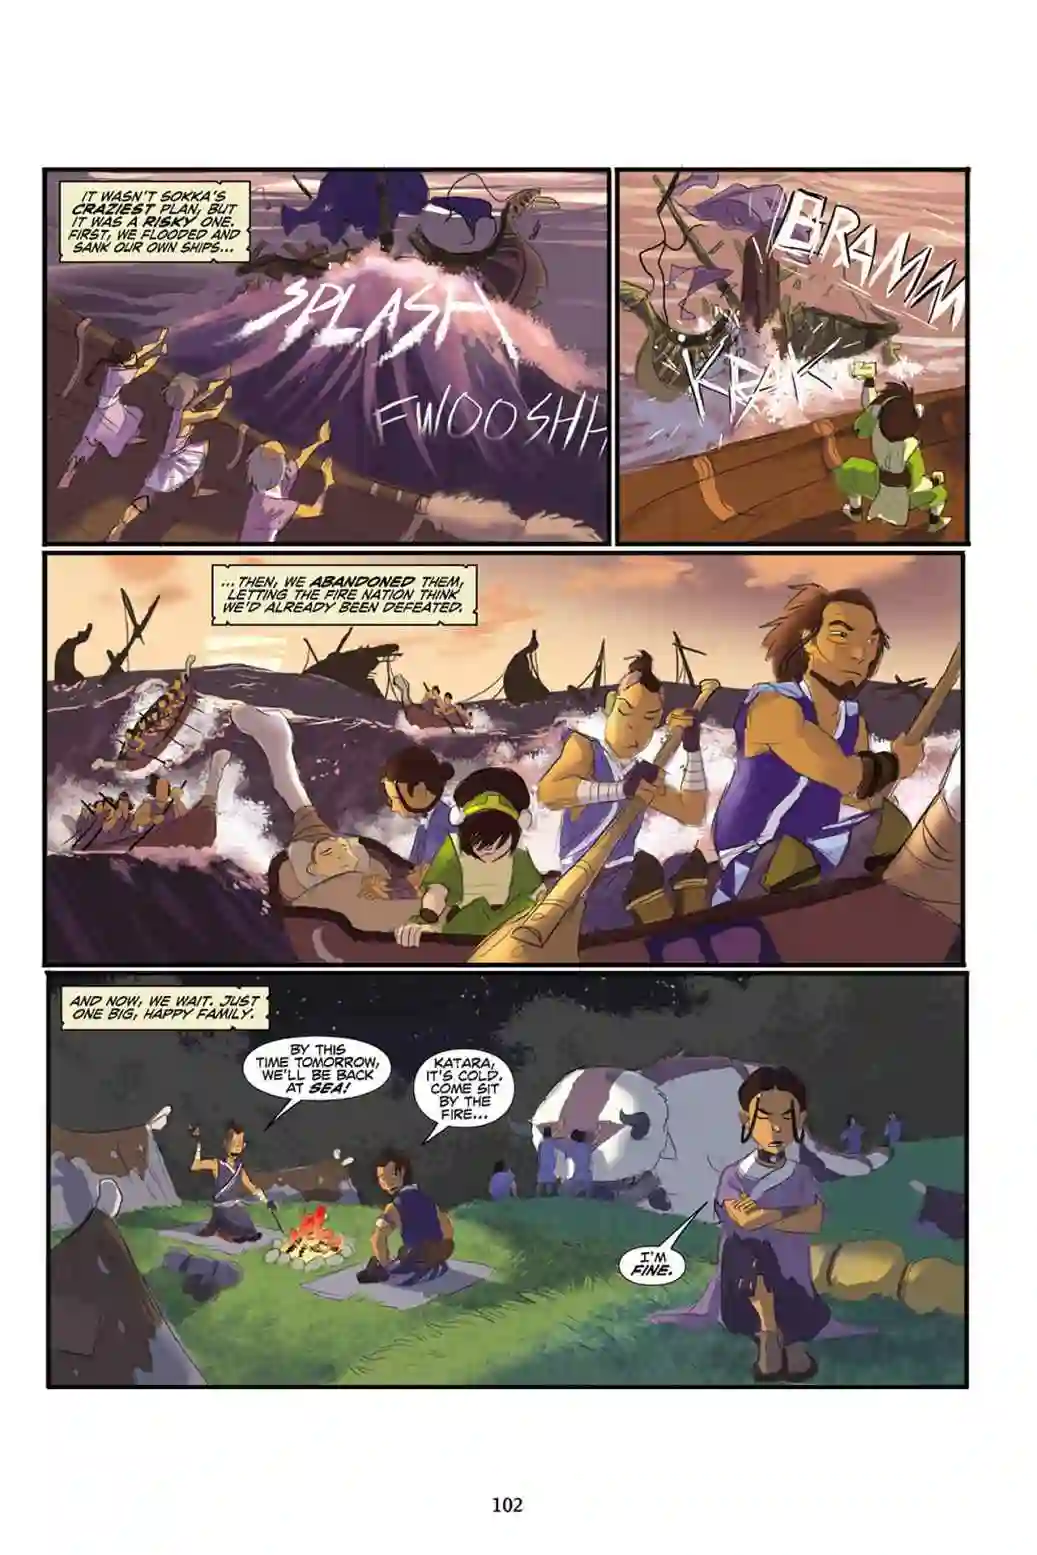 IT WASN'T SOKKA'S
CRAZIEST PLAN, BUT
IT WAS A RISKY ONE.
FIRST, WE FLOODED AND
SANK OUR OWN SHIPS...
SPLASH
FWOOSHH
BRAMM
KRAK
...THEN, WE ABANDONED THEM,
LETTING THE FIRE NATION THINK
WE'D ALREADY BEEN DEFEATED.
AND NOW, WE WAIT. JUST
ONE BIG, HAPPY FAMILY.
BY THIS
TIME TOMORROW,
WE'LL BE BACK
AT SEA!
KATARA,
IT'S COLD.
COME SIT
BY THE
FIRE...
I'M
FINE.
102